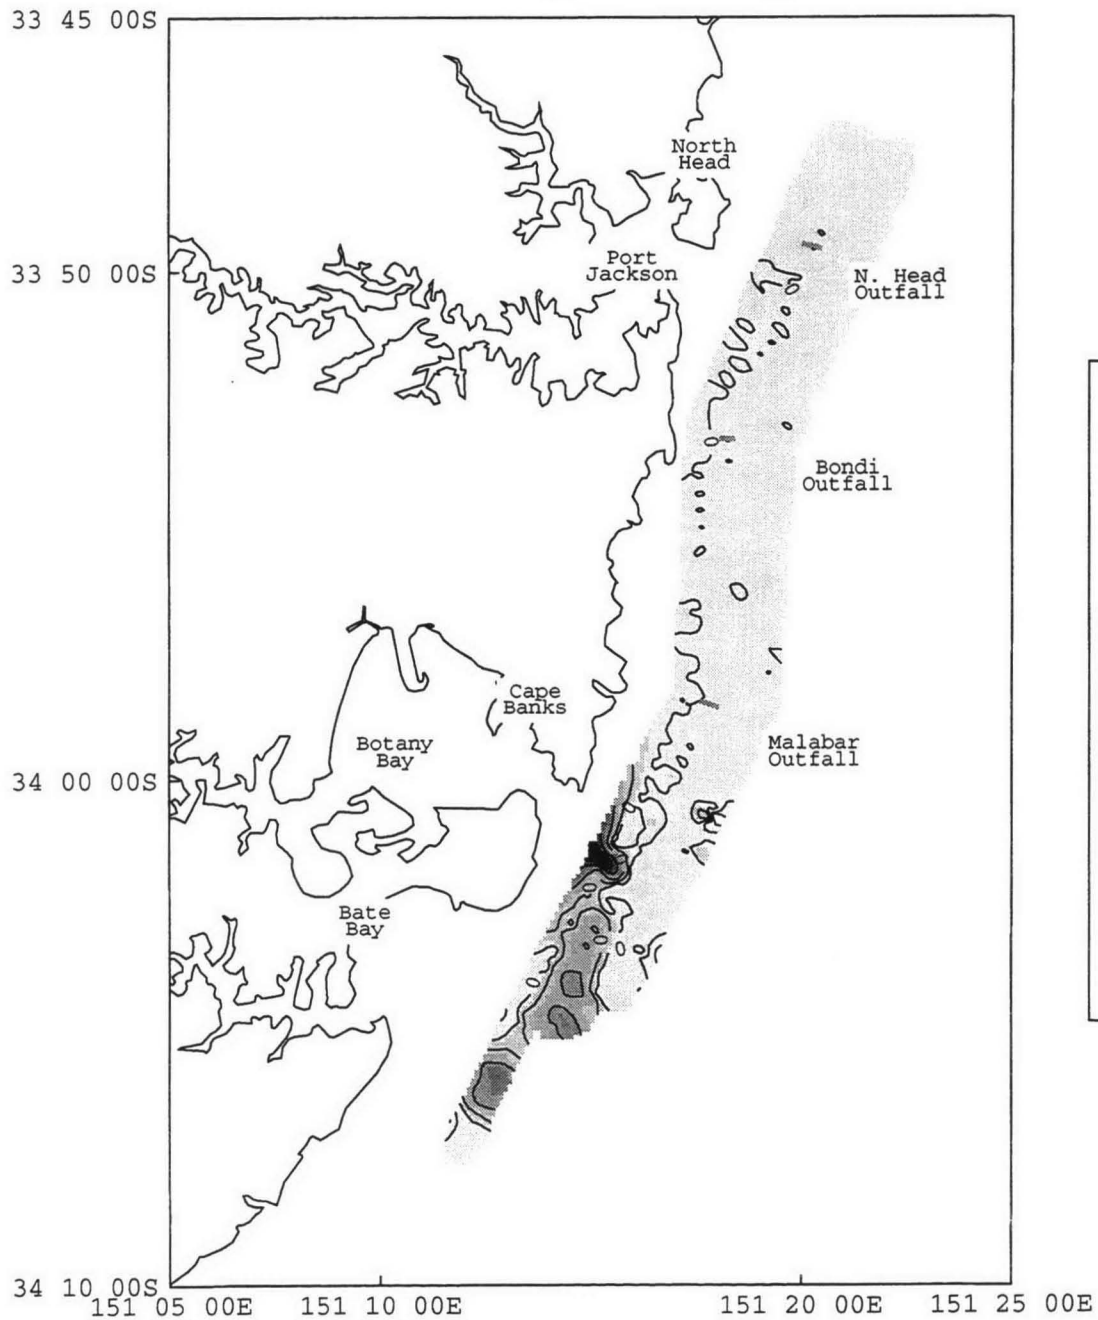 33 45 00S
North
Head
Port
Jackson
33 50 00S
N. Head
Outfall
Bondi
Outfall
Cape
Banks
Botany
Bay
Malabar
Outfall
34 00 00S
Bate
Bay
34 10 00S
151 05 00E 151 10 00E 151 20 00E 151 25 00E